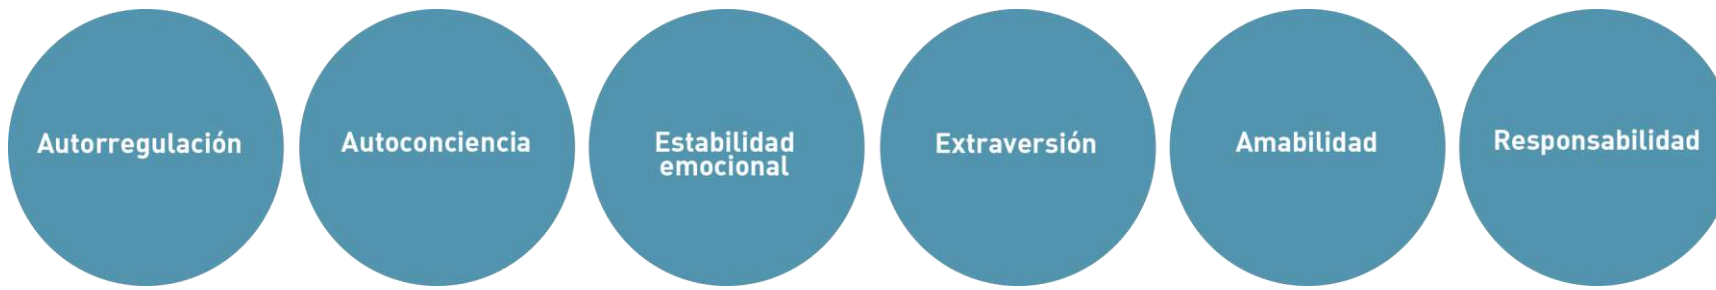 Autorregulación
Autoconciencia
Estabilidad
emocional
Extraversión
Amabilidad
Responsabilidad